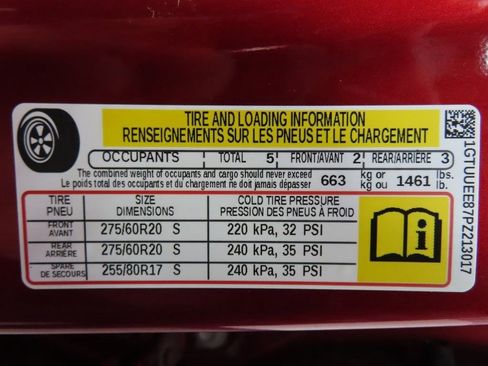 TIRE AND LOADING INFORMATION
RENSEIGNEMENTS SUR LES PNEUS ET LE CHARGEMENT
OCCUPANTS TOTAL 5 FRONT/AVANT 2 REAR/ARRIÈRE 3
The combined weight of occupants and cargo should never exceed
Le poids total des occupants et du chargement ne doit jamais dépasser
663 kg or 1461 lbs.
kg ou lb.
TIRE SIZE COLD TIRE PRESSURE
PNEU DIMENSIONS PRESSION DES PNEUS À FROID
FRONT
AVANT 275/60R20 S 220 kPa, 32 PSI
REAR
ARRIÈRE 275/60R20 S 240 kPa, 35 PSI
SPARE
DE SECOURS 255/80R17 S 240 kPa, 35 PSI
1GTUUEE87PZ213017